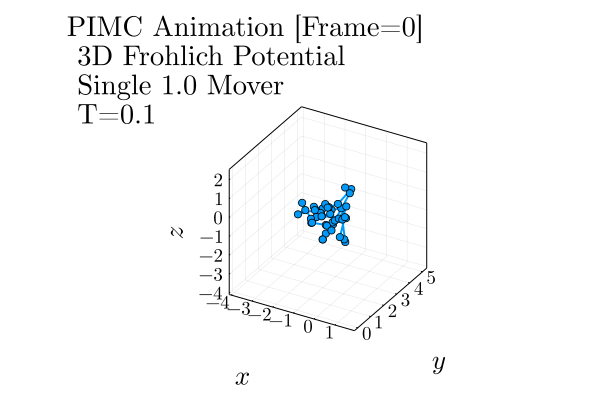 PIMC Animation [Frame=0]
3D Frohlich Potential
Single 1.0 Mover
T=0.1
2
1
0
−1
−2
−3
−4
z
−4 −3 −2 −1 0 1
x
0 1 2 3 4 5
y